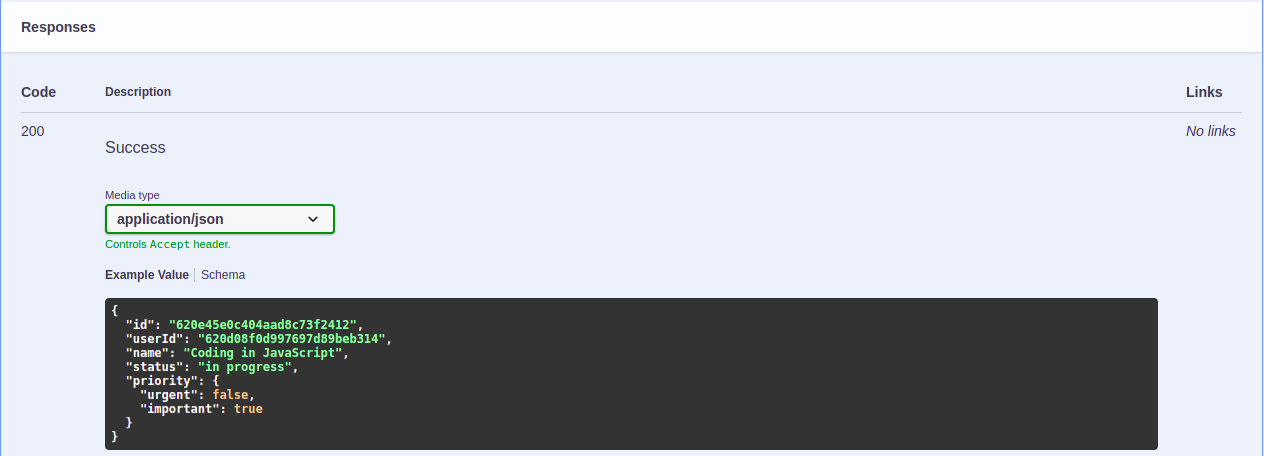 Responses
Code Description Links
200 Success No links
Media type
application/json
Controls Accept header.
Example Value Schema
{
  "id": "620e45e0c404aad8c73f2412",
  "userId": "620d08f0d997697d89beb314",
  "name": "Coding in JavaScript",
  "status": "in progress",
  "priority": {
    "urgent": false,
    "important": true
  }
}